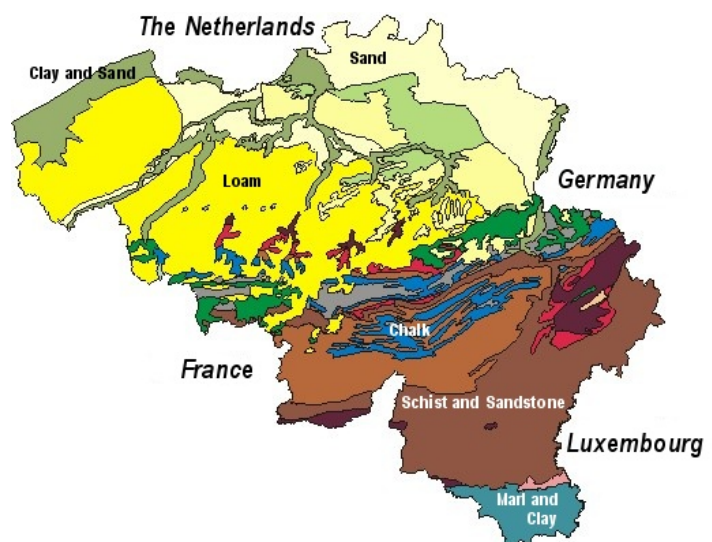 The Netherlands
Sand
Clay and Sand
Loam
Germany
Chalk
France
Schist and Sandstone
Luxembourg
Marl and
Clay